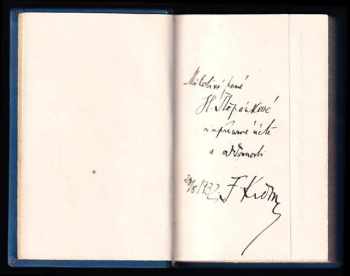 Milostivé paní
H. Štěpánkové
v upřímné úctě
a oddanosti